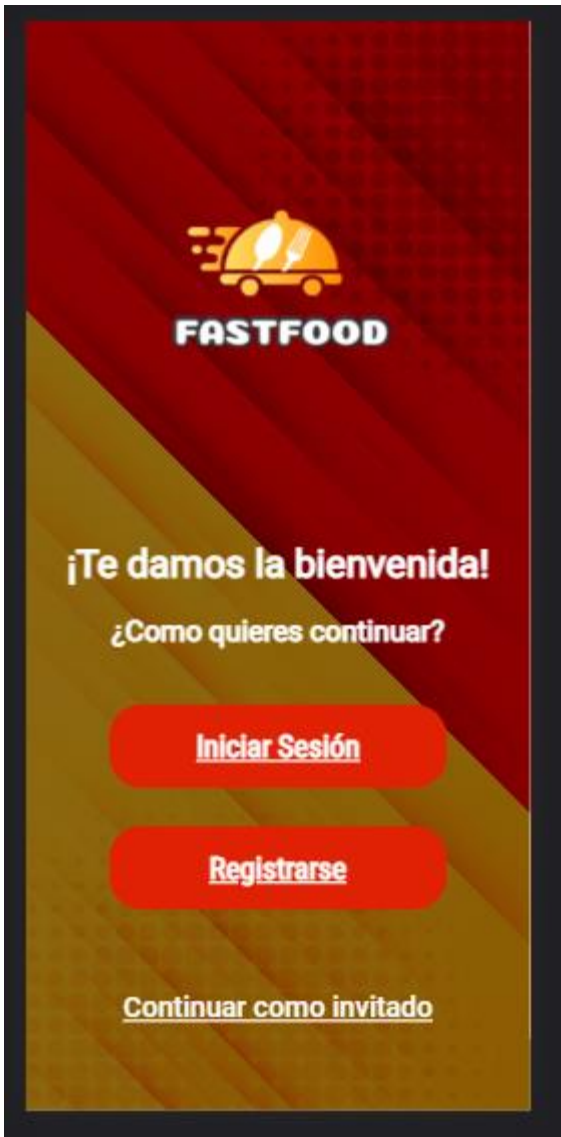 FASTFOOD
¡Te damos la bienvenida!
¿Como quieres continuar?
Iniciar Sesión
Registrarse
Continuar como invitado